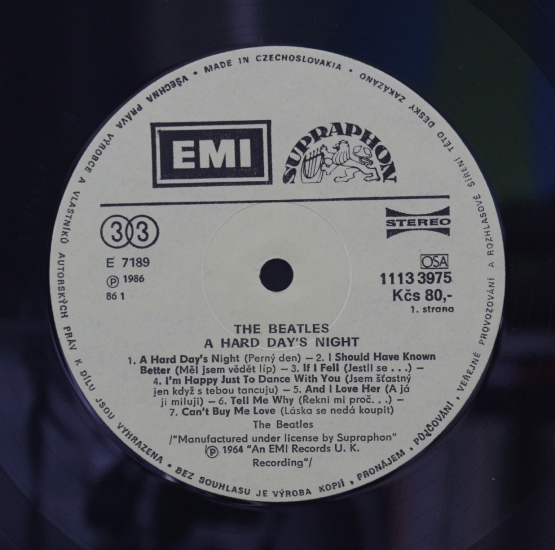 • MADE IN CZECHOSLOVAKIA •
VŠECHNA PRÁVA VÝROBCE A VLASTNÍKŮ AUTORSKÝCH PRÁV K DÍLU JSOU VYHRAZENA • BEZ SOUHLASU JE VÝROBA KOPIÍ, PRONÁJEM, PŮJČOVÁNÍ, VEŘEJNÉ PROVOZOVÁNÍ A ROZHLASOVÉ ŠÍŘENÍ TÉTO DESKY ZAKÁZÁNO
EMI
SUPRAPHON
33
STEREO
E 7189
OSA
Ⓟ 1986
1113 3975
86 1
Kčs 80,-
1. strana
THE BEATLES
A HARD DAY'S NIGHT
1. A Hard Day's Night (Perný den) – 2. I Should Have Known
Better (Měl jsem vědět líp) – 3. If I Fell (Jestli se . . .) –
4. I'm Happy Just To Dance With You (Jsem šťastný
jen když s tebou tancuju) – 5. And I Love Her (A já
ji miluji) – 6. Tell Me Why (Řekni mi proč. . .) –
7. Can't Buy Me Love (Láska se nedá koupit)
The Beatles
/"Manufactured under license by Supraphon"
Ⓟ 1964 "An EMI Records U. K.
Recording"/